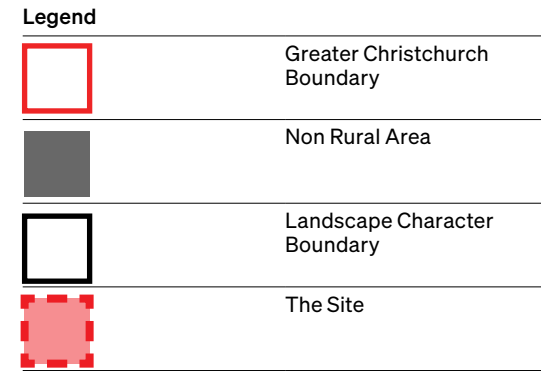 Legend
Greater Christchurch
Boundary
Non Rural Area
Landscape Character
Boundary
The Site